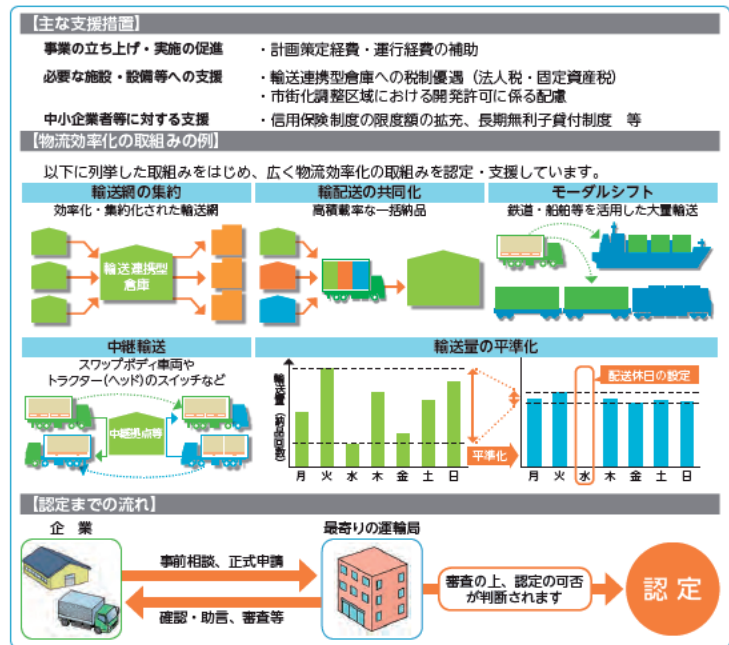 【主な支援措置】
事業の立ち上げ・実施の促進 ・計画策定経費・運行経費の補助
必要な施設・設備等への支援 ・輸送連携型倉庫への税制優遇（法人税・固定資産税）
・市街化調整区域における開発許可に係る配慮
中小企業者等に対する支援 ・信用保険制度の限度額の拡充、長期無利子貸付制度 等
【物流効率化の取組みの例】
以下に列挙した取組みをはじめ、広く物流効率化の取組みを認定・支援しています。
輸送網の集約
効率化・集約化された輸送網
輸送連携型
倉庫
輸配送の共同化
高積載率な一括納品
モーダルシフト
鉄道・船舶等を活用した大量輸送
中継輸送
スワップボディ車両や
トラクター（ヘッド）のスイッチなど
中継拠点等
輸送量の平準化
輸送量（納品回数）
月 火 水 木 金 土 日
平準化
配送休日の設定
月 火 水 木 金 土 日
【認定までの流れ】
企 業
事前相談、正式申請
確認・助言、審査等
最寄りの運輸局
審査の上、認定の可否
が判断されます
認 定